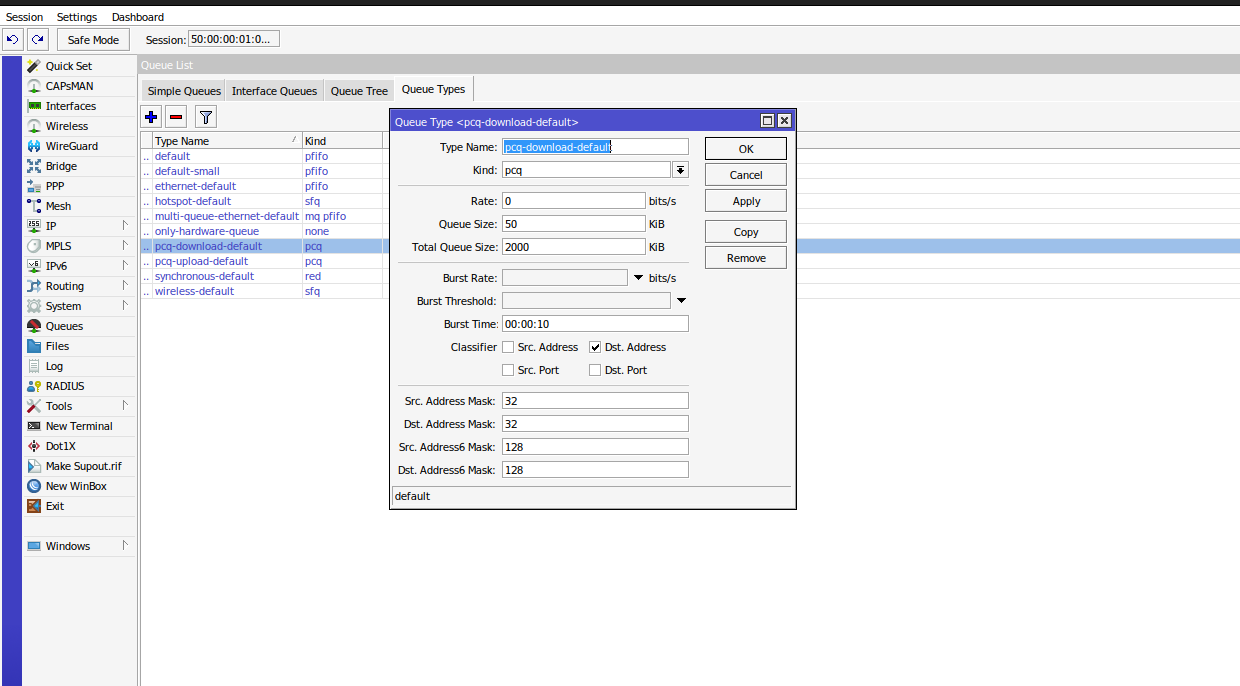 Session Settings Dashboard
Safe Mode Session: 50:00:00:01:0...
Quick Set
CAPsMAN
Interfaces
Wireless
WireGuard
Bridge
PPP
Mesh
IP
MPLS
IPv6
Routing
System
Queues
Files
Log
RADIUS
Tools
New Terminal
Dot1X
Make Supout.rif
New WinBox
Exit
Windows
Queue List
Simple Queues Interface Queues Queue Tree Queue Types
Type Name / Kind
.. default pfifo
.. default-small pfifo
.. ethernet-default pfifo
.. hotspot-default sfq
.. multi-queue-ethernet-default mq pfifo
.. only-hardware-queue none
.. pcq-download-default pcq
.. pcq-upload-default pcq
.. synchronous-default red
.. wireless-default sfq
Queue Type <pcq-download-default>
Type Name: pcq-download-default
Kind: pcq
Rate: 0 bits/s
Queue Size: 50 KiB
Total Queue Size: 2000 KiB
Burst Rate: bits/s
Burst Threshold:
Burst Time: 00:00:10
Classifier Src. Address Dst. Address
Src. Port Dst. Port
Src. Address Mask: 32
Dst. Address Mask: 32
Src. Address6 Mask: 128
Dst. Address6 Mask: 128
default
OK
Cancel
Apply
Copy
Remove